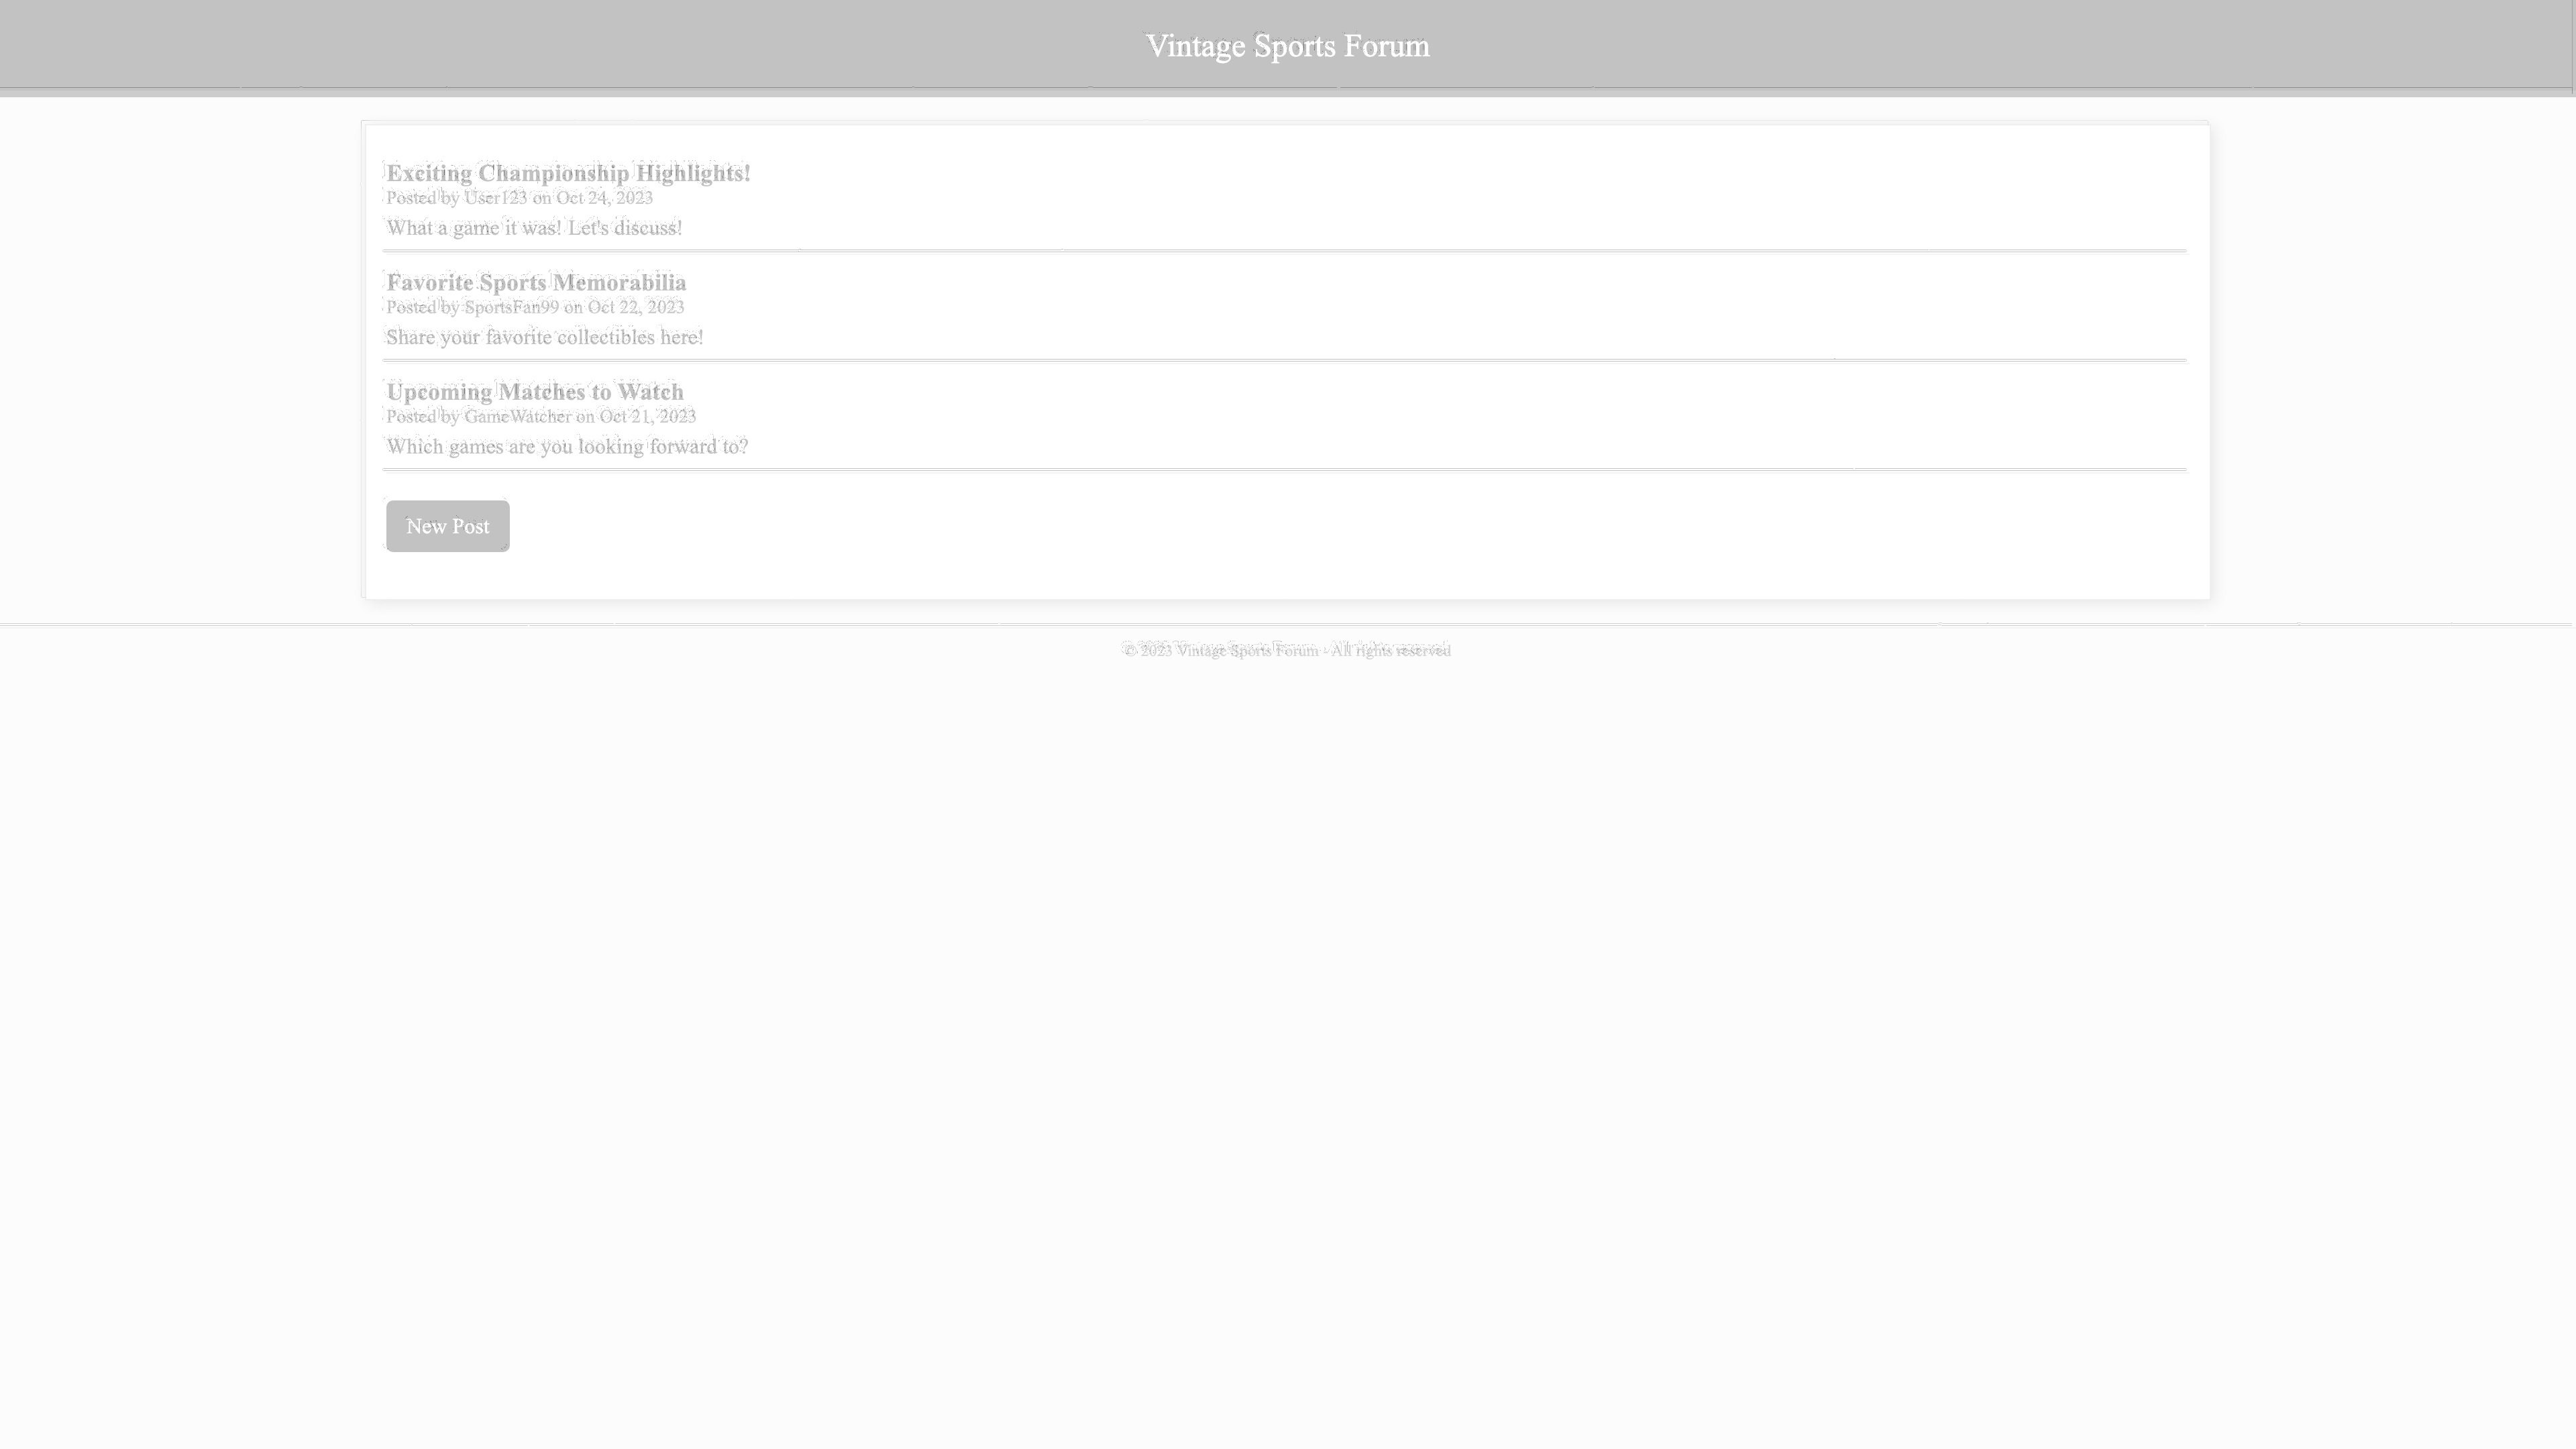 Vintage Sports Forum
Exciting Championship Highlights!
Posted by User123 on Oct 24, 2023
What a game it was! Let's discuss!
Favorite Sports Memorabilia
Posted by SportsFan99 on Oct 22, 2023
Share your favorite collectibles here!
Upcoming Matches to Watch
Posted by GameWatcher on Oct 21, 2023
Which games are you looking forward to?
New Post
© 2023 Vintage Sports Forum - All rights reserved